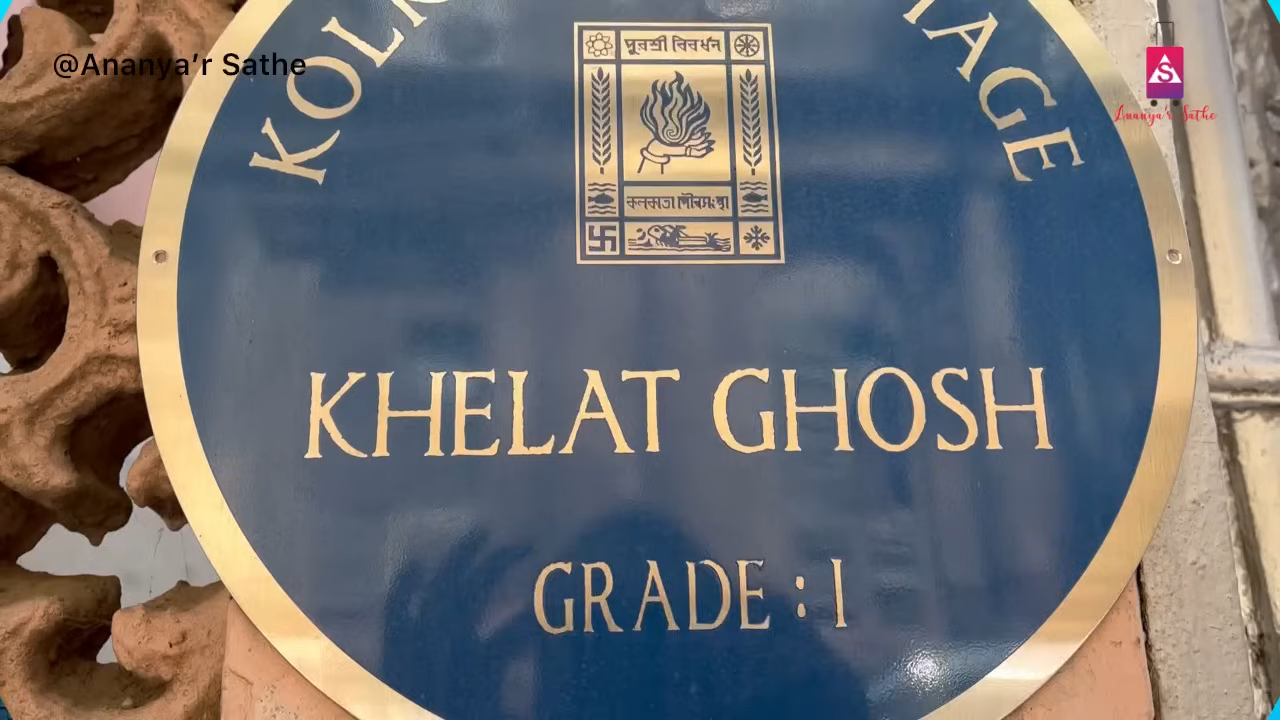 @Ananya’r Sathe
KOL
AGE
পুরশ্রী বিবর্ধন
কলকাতা পৌরসংস্থা
KHELAT GHOSH
GRADE : I
S
Ananya'r Sathe